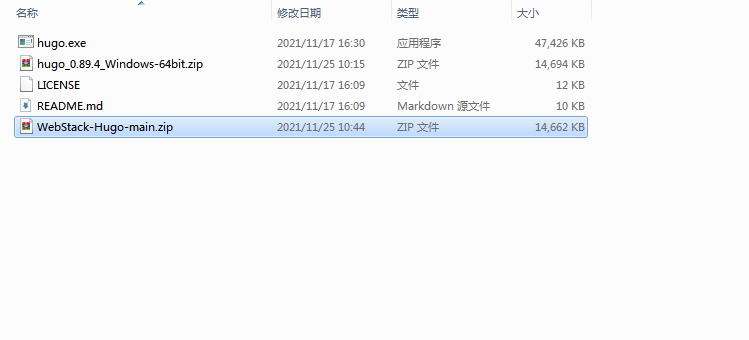 名称 修改日期 类型 大小
hugo.exe 2021/11/17 16:30 应用程序 47,426 KB
hugo_0.89.4_Windows-64bit.zip 2021/11/25 10:15 ZIP 文件 14,694 KB
LICENSE 2021/11/17 16:09 文件 12 KB
README.md 2021/11/17 16:09 Markdown 源文件 10 KB
WebStack-Hugo-main.zip 2021/11/25 10:44 ZIP 文件 14,662 KB